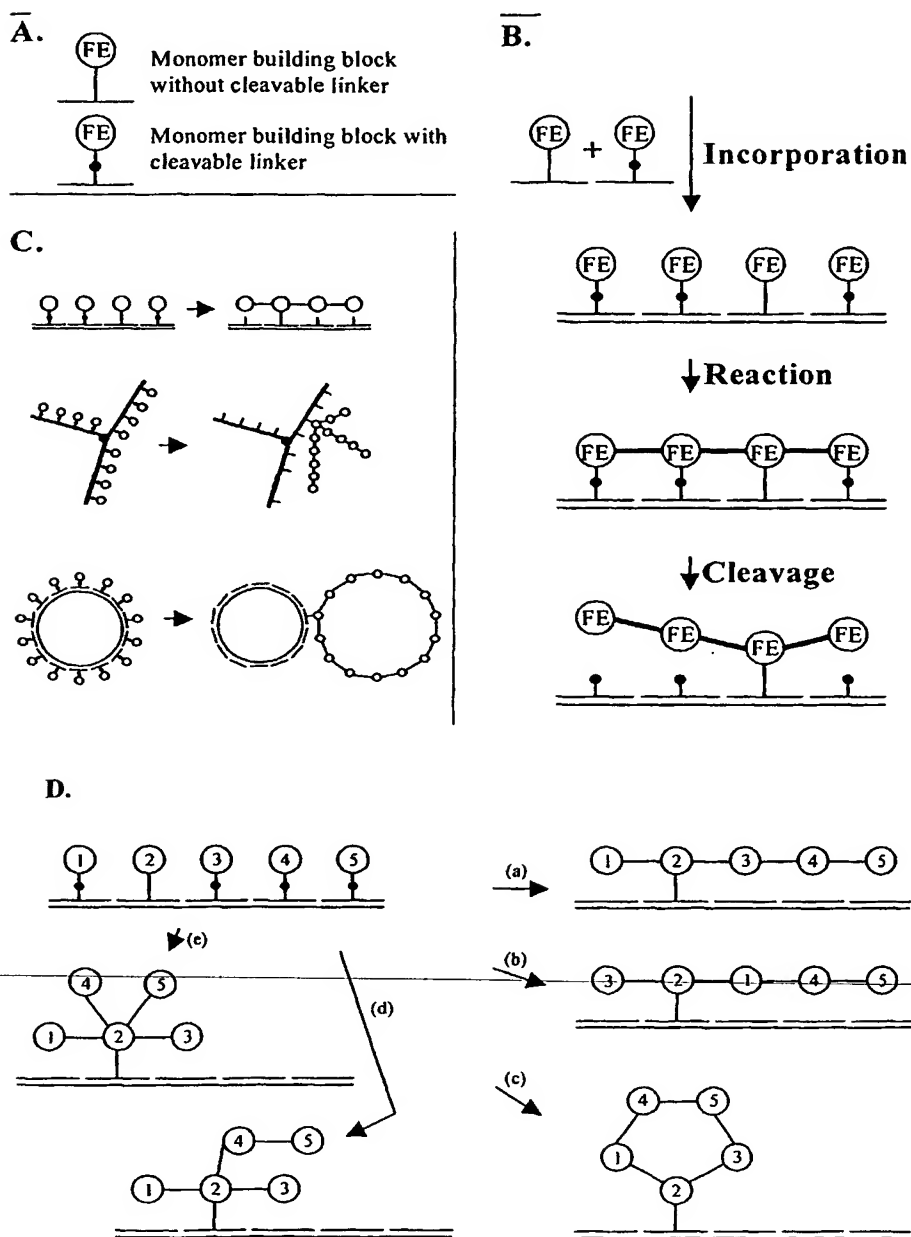 A.
FE
Monomer building block
without cleavable linker
FE
Monomer building block with
cleavable linker
B.
FE + FE
Incorporation
FE FE FE FE
Reaction
FE FE FE FE
Cleavage
FE FE FE FE
C.
D.
1 2 3 4 5
(a)
1 2 3 4 5
(e)
4 5
1 2 3
(b)
3 2 1 4 5
(d)
4 5
1 2 3
(c)
4 5
1 3
2